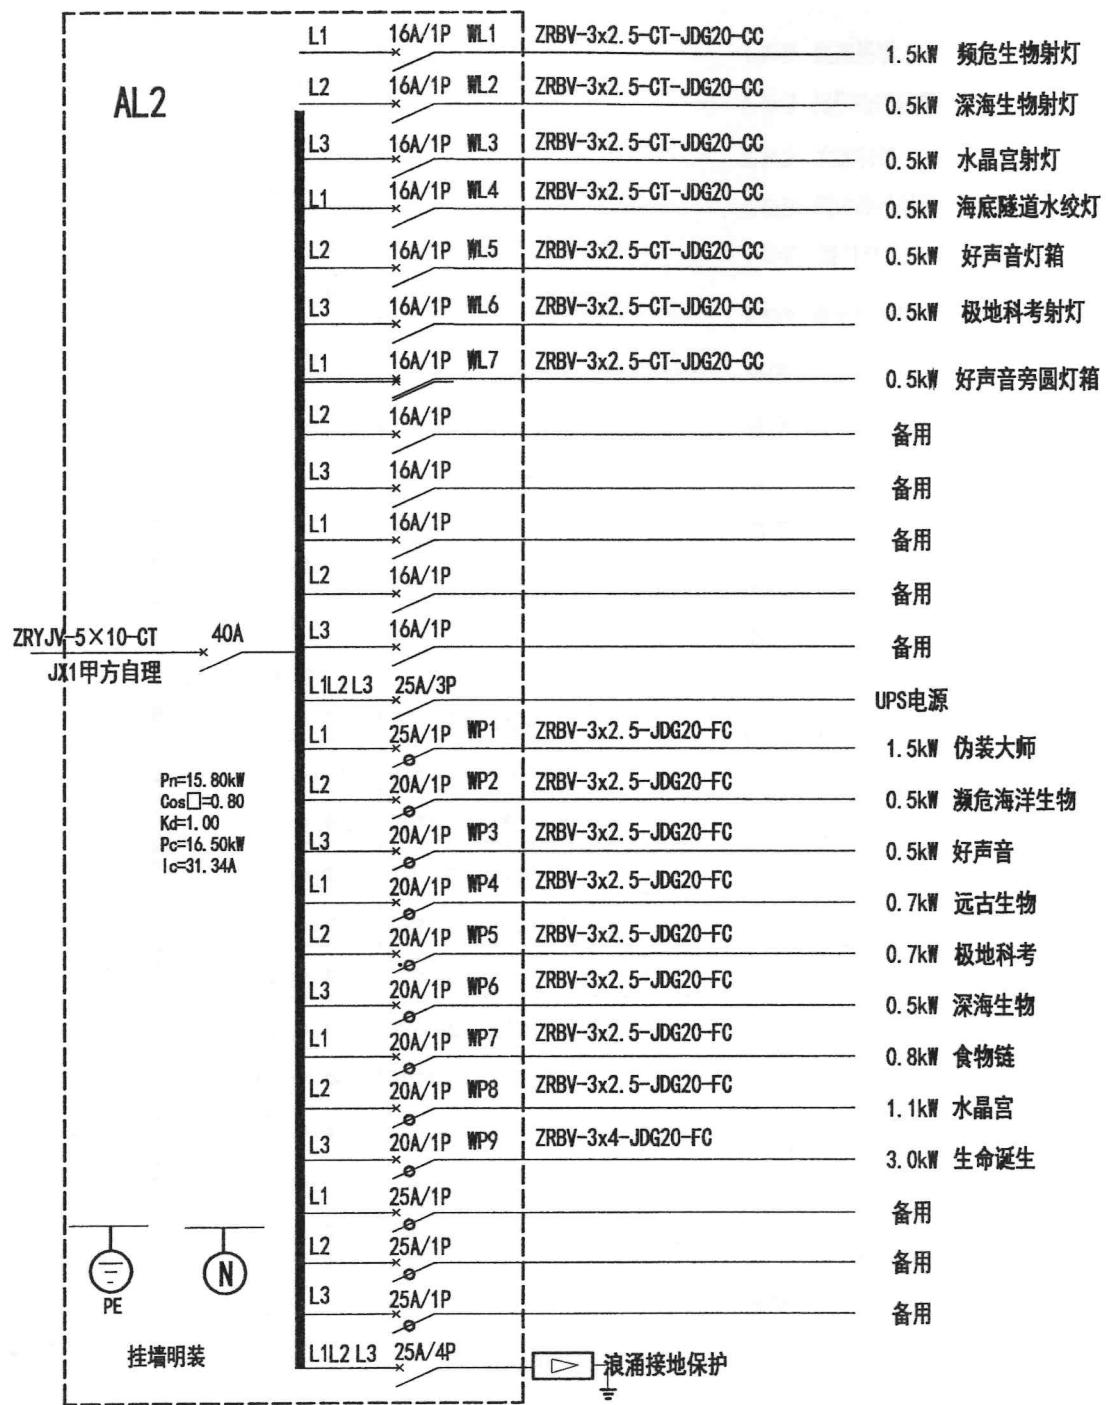 AL2
L1 16A/1P WL1 ZRBV-3x2.5-CT-JDG20-CC 1.5kW 频危生物射灯
L2 16A/1P WL2 ZRBV-3x2.5-CT-JDG20-CC 0.5kW 深海生物射灯
L3 16A/1P WL3 ZRBV-3x2.5-CT-JDG20-CC 0.5kW 水晶宫射灯
L1 16A/1P WL4 ZRBV-3x2.5-CT-JDG20-CC 0.5kW 海底隧道水绞灯
L2 16A/1P WL5 ZRBV-3x2.5-CT-JDG20-CC 0.5kW 好声音灯箱
L3 16A/1P WL6 ZRBV-3x2.5-CT-JDG20-CC 0.5kW 极地科考射灯
L1 16A/1P WL7 ZRBV-3x2.5-CT-JDG20-CC 0.5kW 好声音旁圆灯箱
L2 16A/1P 备用
L3 16A/1P 备用
L1 16A/1P 备用
L2 16A/1P 备用
L3 16A/1P 备用
ZRYJV-5×10-CT 40A
JX1甲方自理
L1L2 L3 25A/3P UPS电源
L1 25A/1P WP1 ZRBV-3x2.5-JDG20-FC 1.5kW 伪装大师
L2 20A/1P WP2 ZRBV-3x2.5-JDG20-FC 0.5kW 濒危海洋生物
L3 20A/1P WP3 ZRBV-3x2.5-JDG20-FC 0.5kW 好声音
L1 20A/1P WP4 ZRBV-3x2.5-JDG20-FC 0.7kW 远古生物
L2 20A/1P WP5 ZRBV-3x2.5-JDG20-FC 0.7kW 极地科考
L3 20A/1P WP6 ZRBV-3x2.5-JDG20-FC 0.5kW 深海生物
L1 20A/1P WP7 ZRBV-3x2.5-JDG20-FC 0.8kW 食物链
L2 20A/1P WP8 ZRBV-3x2.5-JDG20-FC 1.1kW 水晶宫
L3 20A/1P WP9 ZRBV-3x4-JDG20-FC 3.0kW 生命诞生
L1 25A/1P 备用
L2 25A/1P 备用
L3 25A/1P 备用
L1L2 L3 25A/4P 浪涌接地保护
Pn=15.80kW
Cos□=0.80
Kd=1.00
Pc=16.50kW
Ic=31.34A
N
PE
挂墙明装